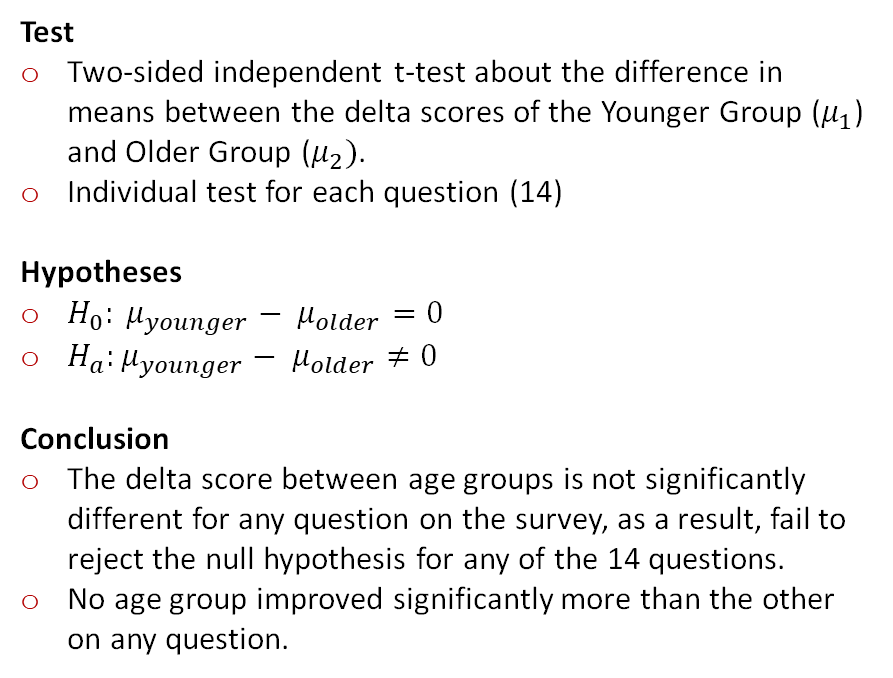 Test
o Two-sided independent t-test about the difference in
means between the delta scores of the Younger Group (μ₁)
and Older Group (μ₂).
o Individual test for each question (14)
Hypotheses
o H₀: μ_younger − μ_older = 0
o Hₐ: μ_younger − μ_older ≠ 0
Conclusion
o The delta score between age groups is not significantly
different for any question on the survey, as a result, fail to
reject the null hypothesis for any of the 14 questions.
o No age group improved significantly more than the other
on any question.